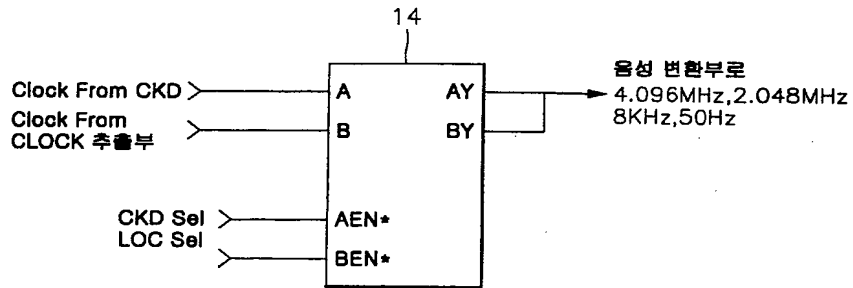 14
Clock From CKD
Clock From
CLOCK 추출부
CKD Sel
LOC Sel
A
B
AEN*
BEN*
AY
BY
음성 변환부로
4.096MHz,2.048MHz
8KHz,50Hz